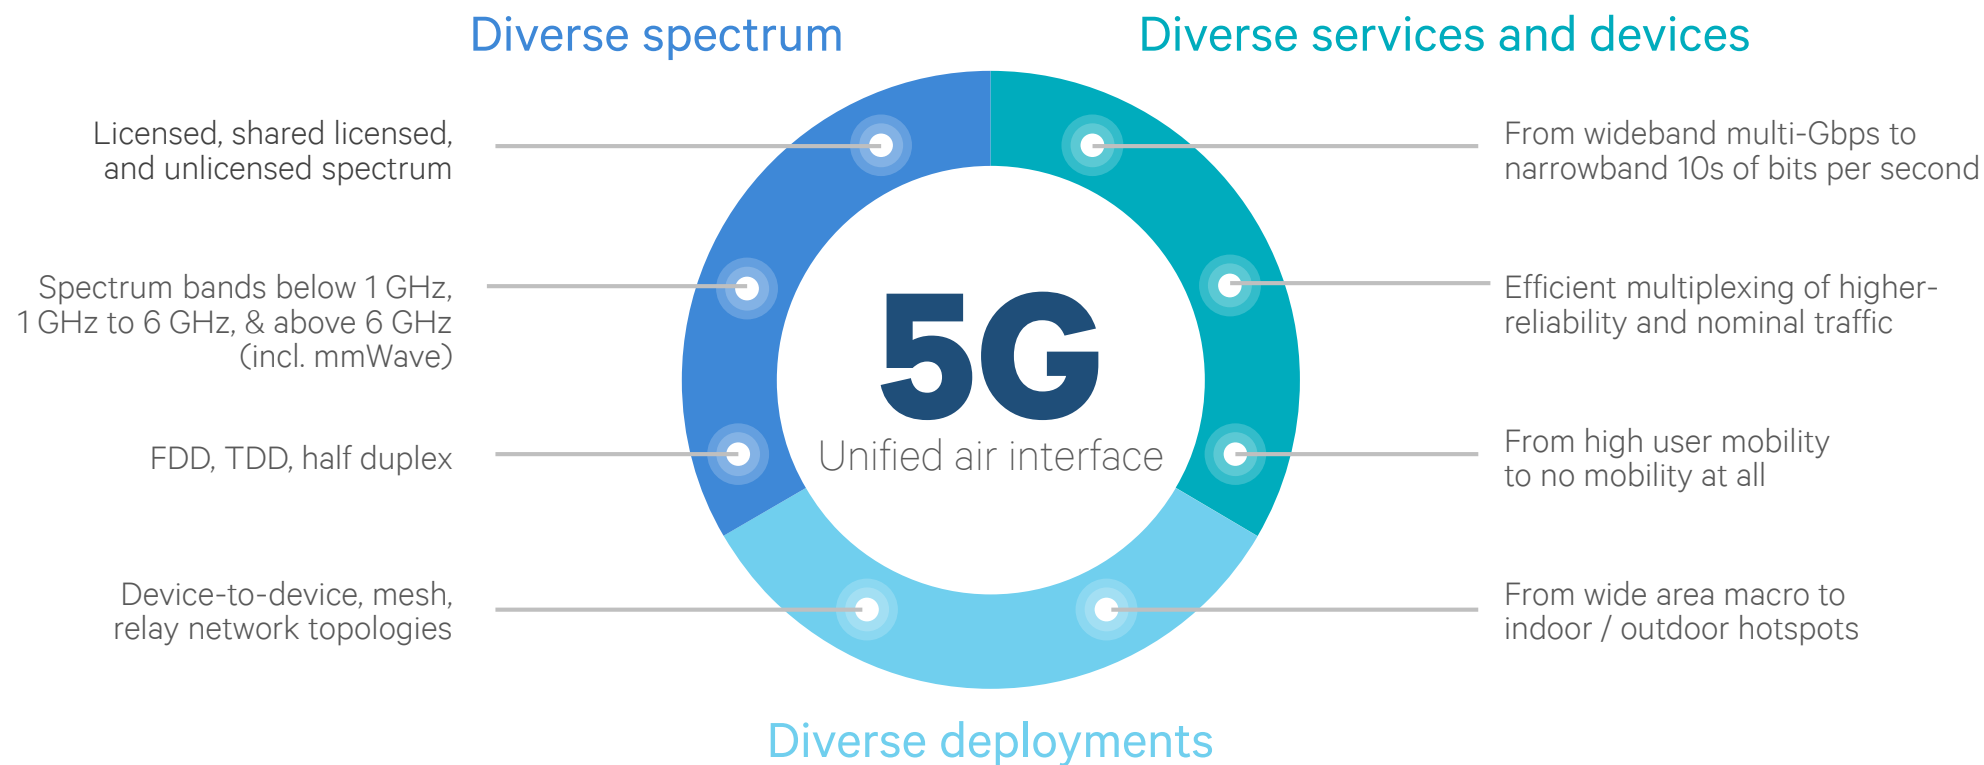 Diverse spectrum
Diverse services and devices
Licensed, shared licensed,
and unlicensed spectrum
Spectrum bands below 1 GHz,
1 GHz to 6 GHz, & above 6 GHz
(incl. mmWave)
FDD, TDD, half duplex
Device-to-device, mesh,
relay network topologies
5G
Unified air interface
From wideband multi-Gbps to
narrowband 10s of bits per second
Efficient multiplexing of higher-
reliability and nominal traffic
From high user mobility
to no mobility at all
From wide area macro to
indoor / outdoor hotspots
Diverse deployments